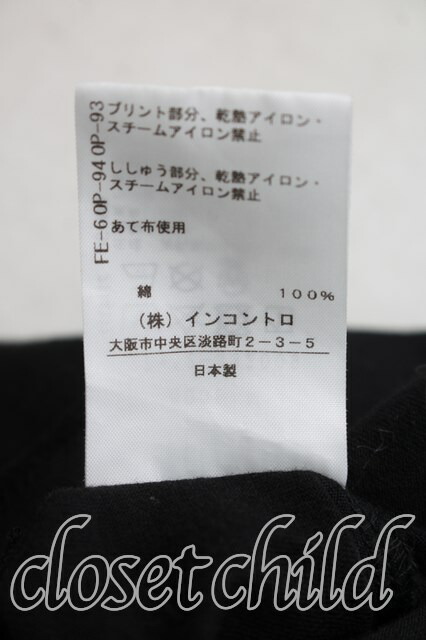 FE-60P-940P-93
プリント部分、乾熱アイロン・
スチームアイロン禁止
ししゅう部分、乾熱アイロン・
スチームアイロン禁止
あて布使用
綿 100%
(株) インコントロ
大阪市中央区淡路町2-3-5
日本製
closet child